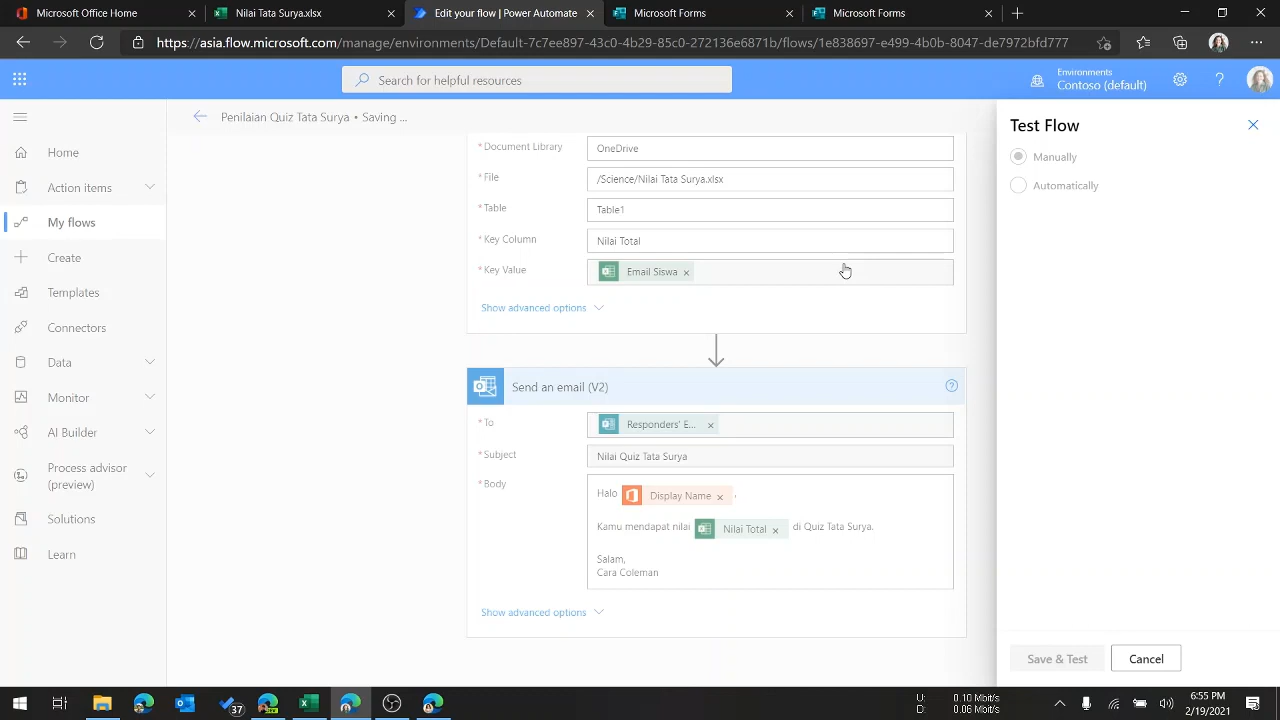 Microsoft Office Home
Nilai Tata Surya.xlsx
Edit your flow | Power Automate
Microsoft Forms
Microsoft Forms
https://asia.flow.microsoft.com/manage/environments/Default-7c7ee897-43c0-4b29-85c0-272136e6871b/flows/1e838697-e499-4b0b-8047-de7972bfd777
Search for helpful resources
Environments
Contoso (default)
Penilaian Quiz Tata Surya • Saving ...
Home
Action items
My flows
Create
Templates
Connectors
Data
Monitor
AI Builder
Process advisor
(preview)
Solutions
Learn
* Document Library OneDrive
* File /Science/Nilai Tata Surya.xlsx
* Table Table1
* Key Column Nilai Total
* Key Value Email Siswa ×
Show advanced options
Send an email (V2)
* To Responders' E... ×
* Subject Nilai Quiz Tata Surya
* Body
Halo Display Name × ,
Kamu mendapat nilai Nilai Total × di Quiz Tata Surya.
Salam,
Cara Coleman
Show advanced options
Test Flow
Manually
Automatically
Save & Test
Cancel
37
U: 0.10 Mbit/s
D: 0.06 Mbit/s
6:55 PM
2/19/2021